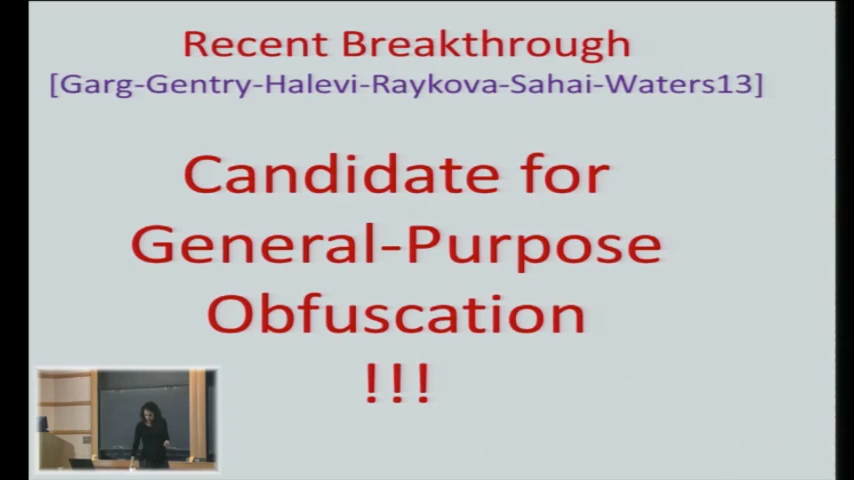 Recent Breakthrough
[Garg-Gentry-Halevi-Raykova-Sahai-Waters13]
Candidate for
General-Purpose
Obfuscation
!!!